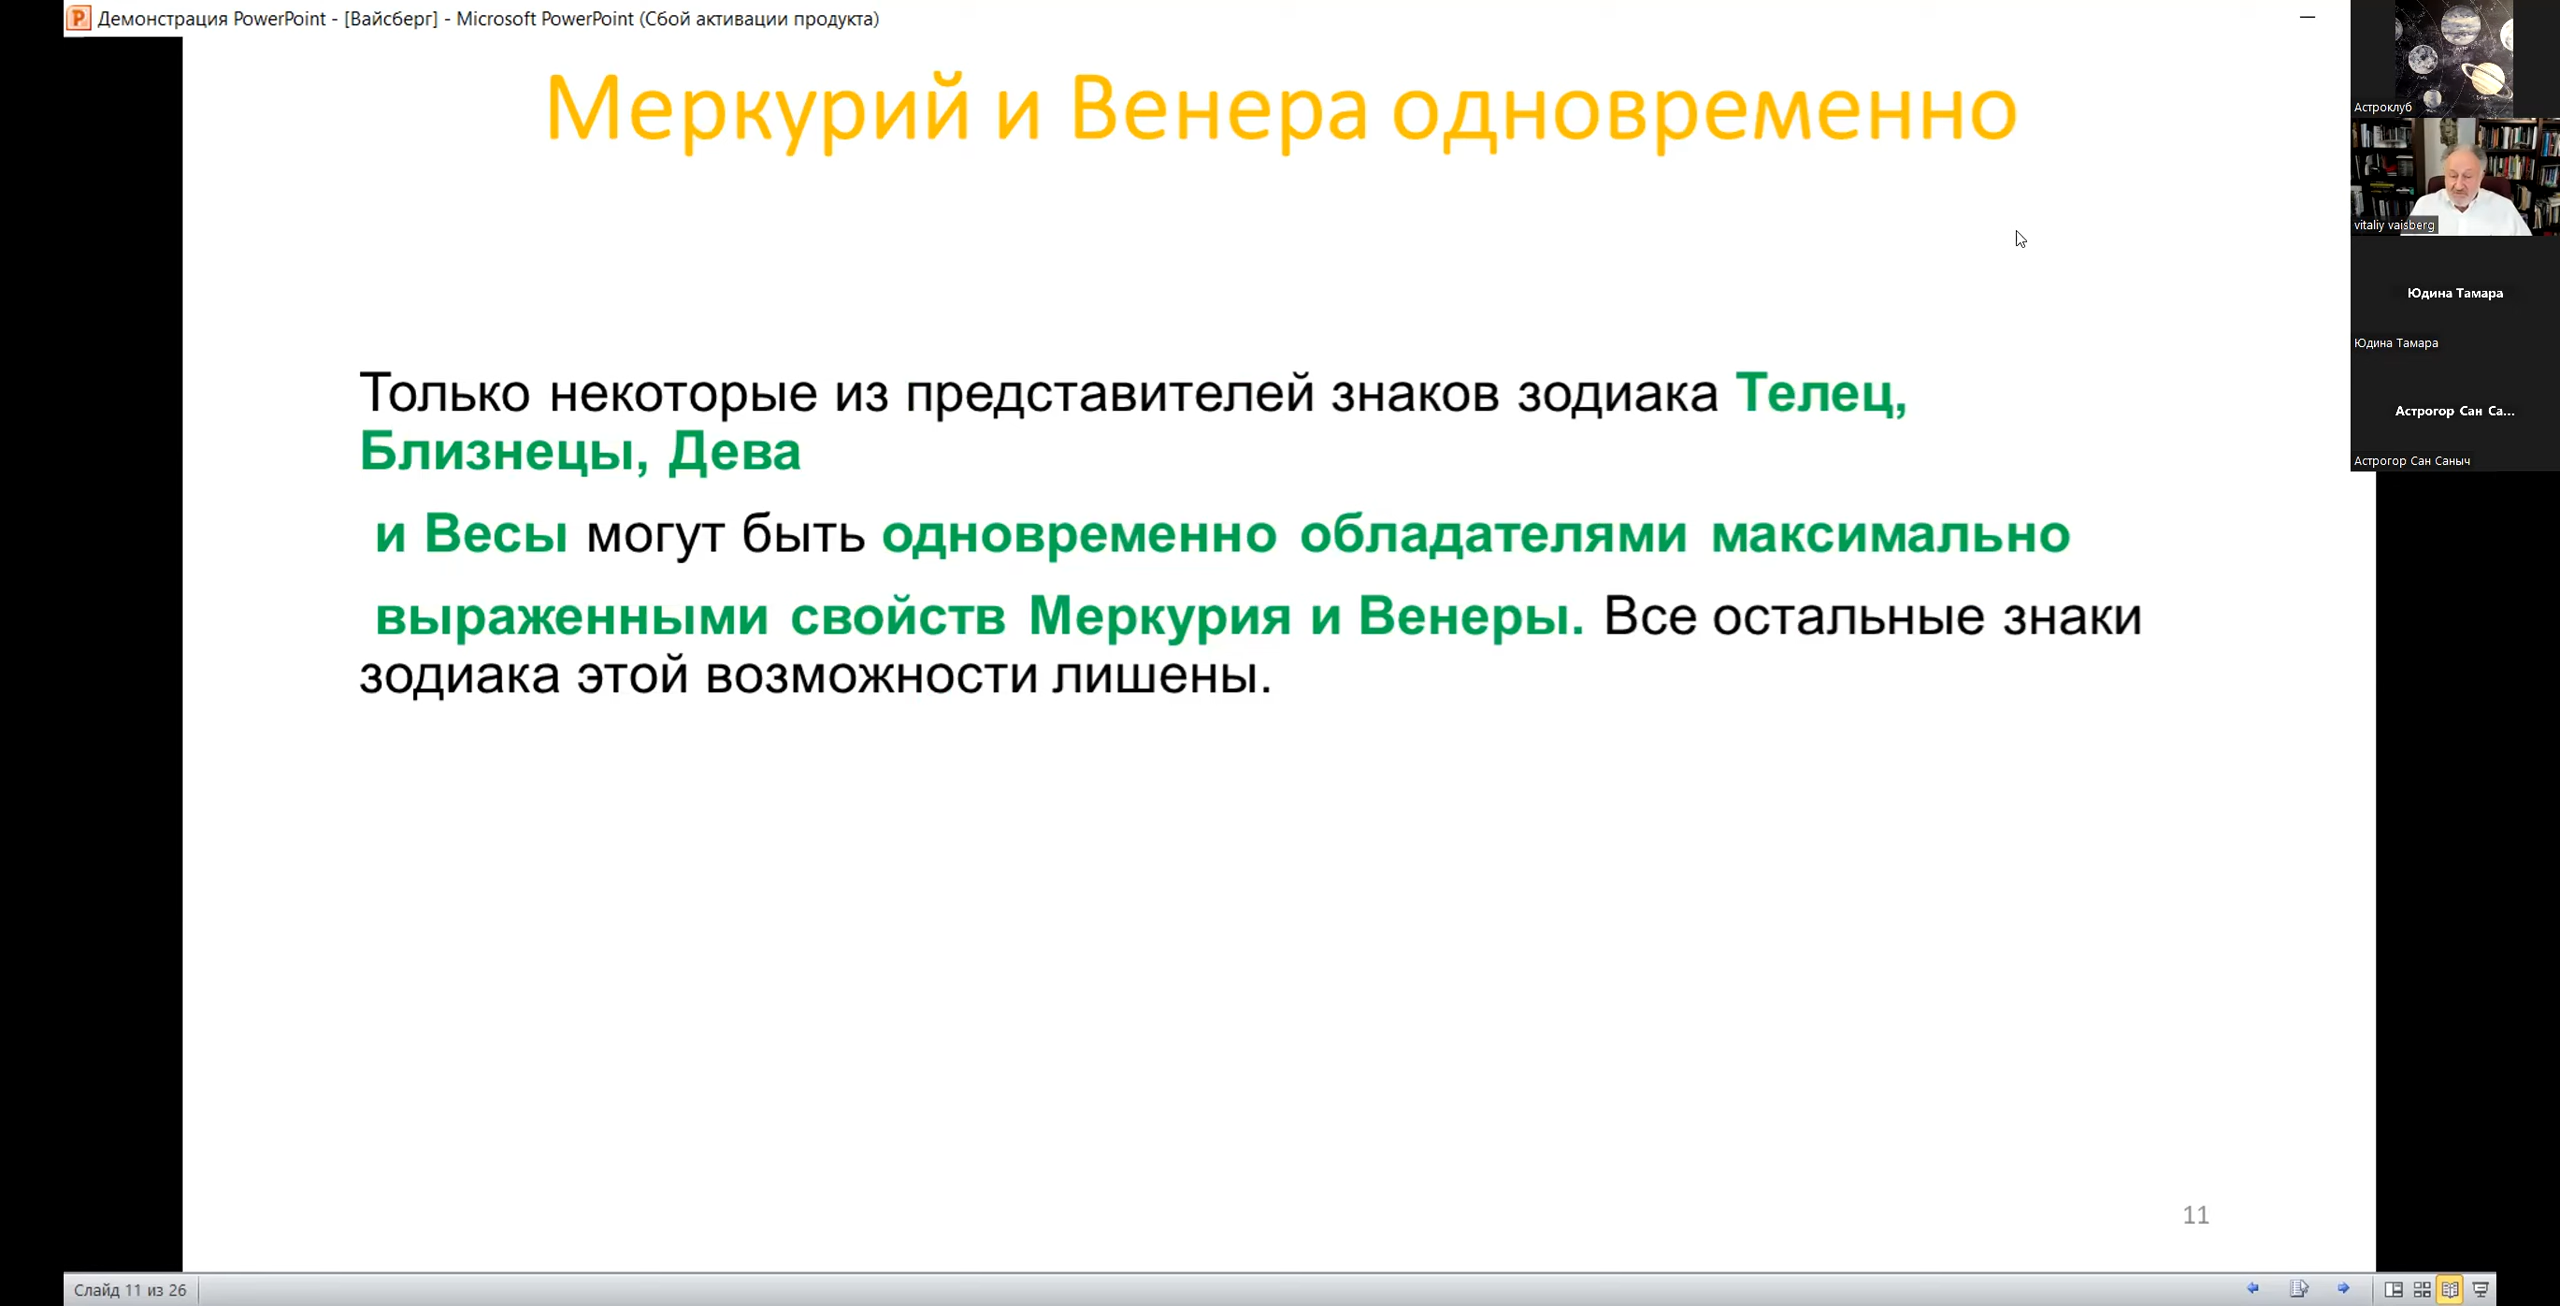 Демонстрация PowerPoint - [Вайсберг] - Microsoft PowerPoint (Сбой активации продукта)
Меркурий и Венера одновременно
Только некоторые из представителей знаков зодиака Телец,
Близнецы, Дева
и Весы могут быть одновременно обладателями максимально
выраженными свойств Меркурия и Венеры. Все остальные знаки
зодиака этой возможности лишены.
11
Слайд 11 из 26
Астроклуб
vitaliy vaisberg
Юдина Тамара
Юдина Тамара
Астрогор Сан Са...
Астрогор Сан Саныч